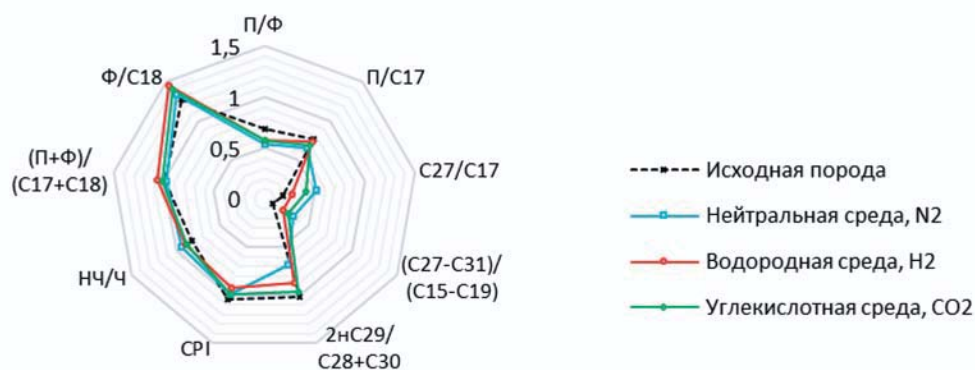 П/Ф
П/С17
С27/С17
(С27-С31)/
(С15-С19)
2нС29/
С28+С30
CPI
НЧ/Ч
(П+Ф)/
(С17+С18)
Ф/С18
1,5
1
0,5
0
Исходная порода
Нейтральная среда, N2
Водородная среда, H2
Углекислотная среда, CO2